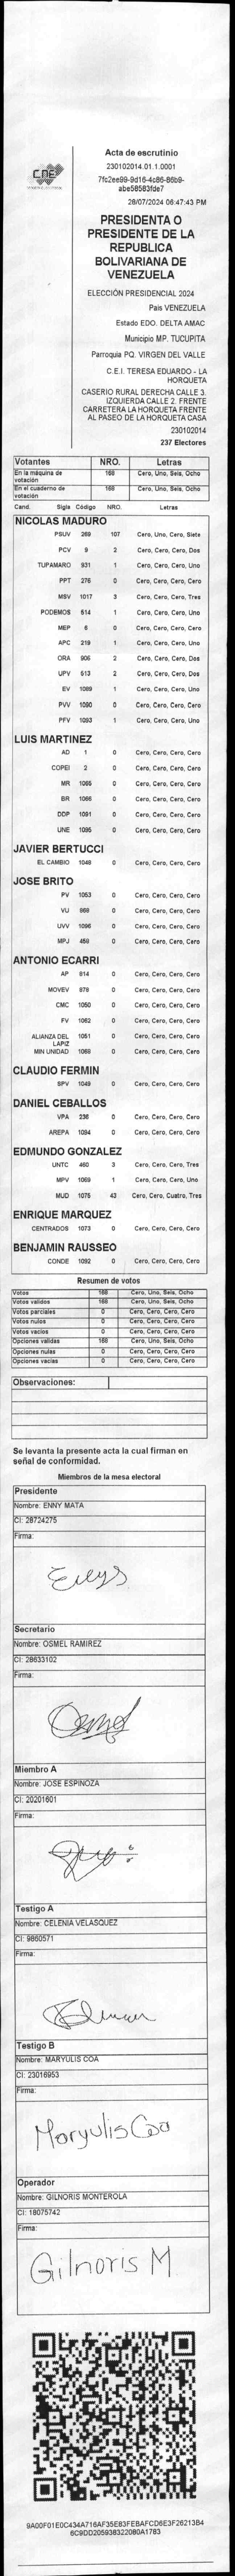 Acta de escrutinio
230102014.01.1.0001
7fc2ee99-9d16-4c86-86b9-
abe58583fde7
28/07/2024 06:47:43 PM
CNE
PRESIDENTA O
PRESIDENTE DE LA
REPUBLICA
BOLIVARIANA DE
VENEZUELA
ELECCIÓN PRESIDENCIAL 2024
Pais VENEZUELA
Estado EDO. DELTA AMAC
Municipio MP. TUCUPITA
Parroquia PQ. VIRGEN DEL VALLE
C.E.I. TERESA EDUARDO - LA
HORQUETA
CASERIO RURAL DERECHA CALLE 3.
IZQUIERDA CALLE 2. FRENTE
CARRETERA LA HORQUETA FRENTE
AL PASEO DE LA HORQUETA CASA
230102014
237 Electores
Votantes NRO. Letras
En la máquina de votación 168 Cero, Uno, Seis, Ocho
En el cuaderno de votación 168 Cero, Uno, Seis, Ocho
Cand. Sigla Código NRO. Letras
NICOLAS MADURO
PSUV 269 107 Cero, Uno, Cero, Siete
PCV 9 2 Cero, Cero, Cero, Dos
TUPAMARO 931 1 Cero, Cero, Cero, Uno
PPT 276 0 Cero, Cero, Cero, Cero
MSV 1017 3 Cero, Cero, Cero, Tres
PODEMOS 514 1 Cero, Cero, Cero, Uno
MEP 6 0 Cero, Cero, Cero, Cero
APC 219 1 Cero, Cero, Cero, Uno
ORA 906 2 Cero, Cero, Cero, Dos
UPV 613 2 Cero, Cero, Cero, Dos
EV 1089 1 Cero, Cero, Cero, Uno
PVV 1090 0 Cero, Cero, Cero, Cero
PFV 1093 1 Cero, Cero, Cero, Uno
LUIS MARTINEZ
AD 1 0 Cero, Cero, Cero, Cero
COPEI 2 0 Cero, Cero, Cero, Cero
MR 1065 0 Cero, Cero, Cero, Cero
BR 1066 0 Cero, Cero, Cero, Cero
DDP 1091 0 Cero, Cero, Cero, Cero
UNE 1095 0 Cero, Cero, Cero, Cero
JAVIER BERTUCCI
EL CAMBIO 1048 0 Cero, Cero, Cero, Cero
JOSE BRITO
PV 1053 0 Cero, Cero, Cero, Cero
VU 868 0 Cero, Cero, Cero, Cero
UVV 1096 0 Cero, Cero, Cero, Cero
MPJ 458 0 Cero, Cero, Cero, Cero
ANTONIO ECARRI
AP 814 0 Cero, Cero, Cero, Cero
MOVEV 878 0 Cero, Cero, Cero, Cero
CMC 1050 0 Cero, Cero, Cero, Cero
FV 1062 0 Cero, Cero, Cero, Cero
ALIANZA DEL LAPIZ 1051 0 Cero, Cero, Cero, Cero
MIN UNIDAD 1068 0 Cero, Cero, Cero, Cero
CLAUDIO FERMIN
SPV 1049 0 Cero, Cero, Cero, Cero
DANIEL CEBALLOS
VPA 236 0 Cero, Cero, Cero, Cero
AREPA 1094 0 Cero, Cero, Cero, Cero
EDMUNDO GONZALEZ
UNTC 460 3 Cero, Cero, Cero, Tres
MPV 1069 1 Cero, Cero, Cero, Uno
MUD 1075 43 Cero, Cero, Cuatro, Tres
ENRIQUE MARQUEZ
CENTRADOS 1073 0 Cero, Cero, Cero, Cero
BENJAMIN RAUSSEO
CONDE 1092 0 Cero, Cero, Cero, Cero
Resumen de votos
Votos 168 Cero, Uno, Seis, Ocho
Votos validos 168 Cero, Uno, Seis, Ocho
Votos parciales 0 Cero, Cero, Cero, Cero
Votos nulos 0 Cero, Cero, Cero, Cero
Votos vacios 0 Cero, Cero, Cero, Cero
Opciones validas 168 Cero, Uno, Seis, Ocho
Opciones nulas 0 Cero, Cero, Cero, Cero
Opciones vacias 0 Cero, Cero, Cero, Cero
Observaciones:
Se levanta la presente acta la cual firman en
señal de conformidad.
Miembros de la mesa electoral
Presidente
Nombre: ENNY MATA
CI: 28724275
Firma:
Secretario
Nombre: OSMEL RAMIREZ
CI: 28633102
Firma:
Miembro A
Nombre: JOSE ESPINOZA
CI: 20201601
Firma:
Testigo A
Nombre: CELENIA VELASQUEZ
CI: 9860571
Firma:
Testigo B
Nombre: MARYULIS COA
CI: 23016953
Firma:
Maryulis Coa
Operador
Nombre: GILNORIS MONTEROLA
CI: 18075742
Firma:
Gilnoris M
9A00F01E0C434A716AF35E83FEBAFCD6E3F26213B4
6C9DD205938322080A1783